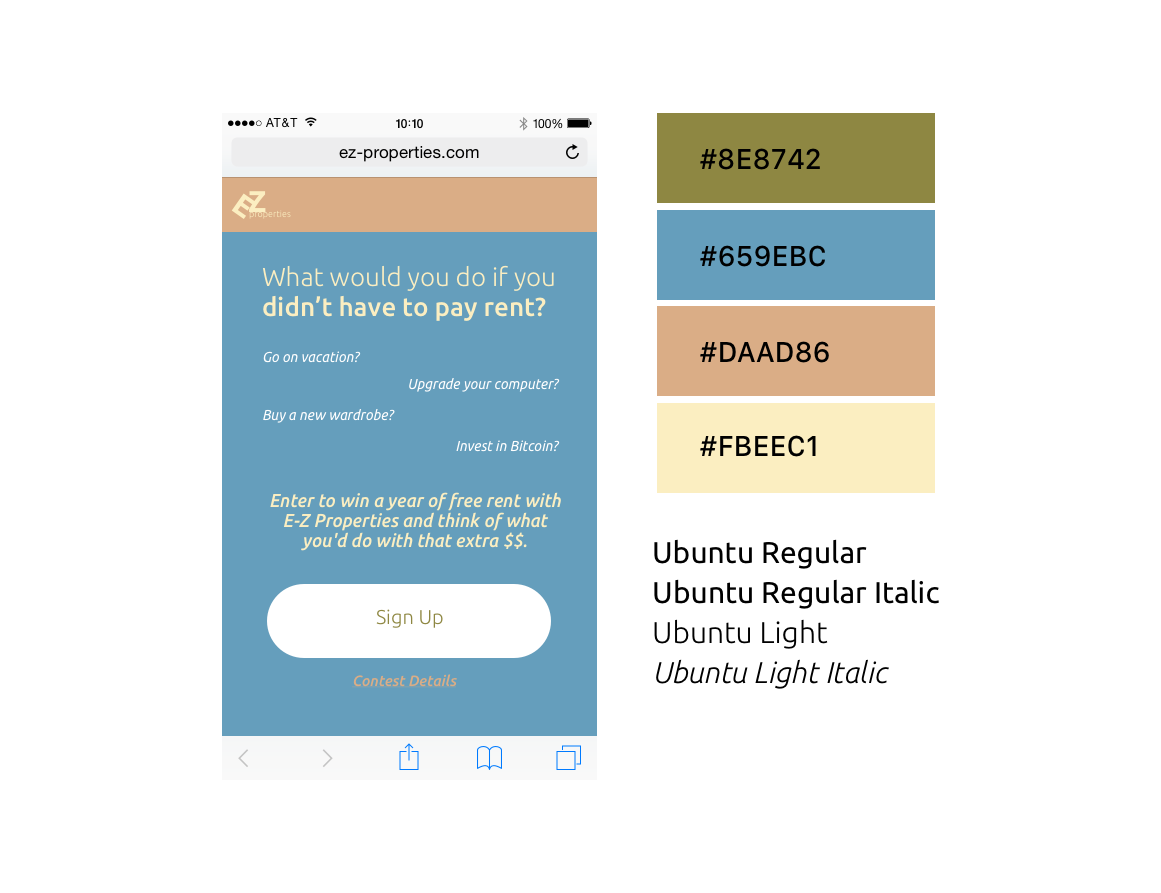 AT&T 10:10 100%
ez-properties.com
EZ
properties
What would you do if you
didn’t have to pay rent?
Go on vacation?
Upgrade your computer?
Buy a new wardrobe?
Invest in Bitcoin?
Enter to win a year of free rent with
E-Z Properties and think of what
you'd do with that extra $$.
Sign Up
Contest Details
#8E8742
#659EBC
#DAAD86
#FBEEC1
Ubuntu Regular
Ubuntu Regular Italic
Ubuntu Light
Ubuntu Light Italic